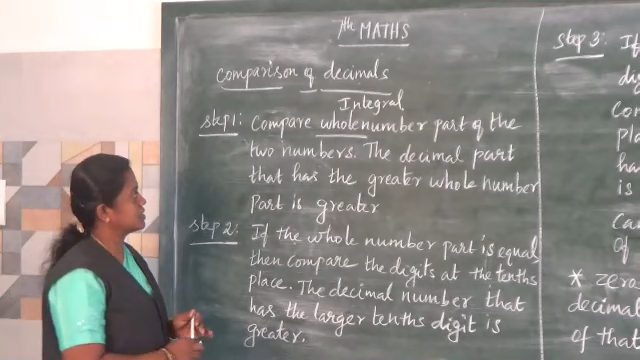 7th MATHS
comparison of decimals
Integral
step1: Compare whole number part of the
two numbers. The decimal part
that has the greater whole number
Part is greater
step 2: If the whole number part is equal
then compare the digits at the tenths
place. The decimal number that
has the larger tenths digit is
greater.
step 3: If
dig
Con
pla
ha
is
Can
of
* zero
decima
of that